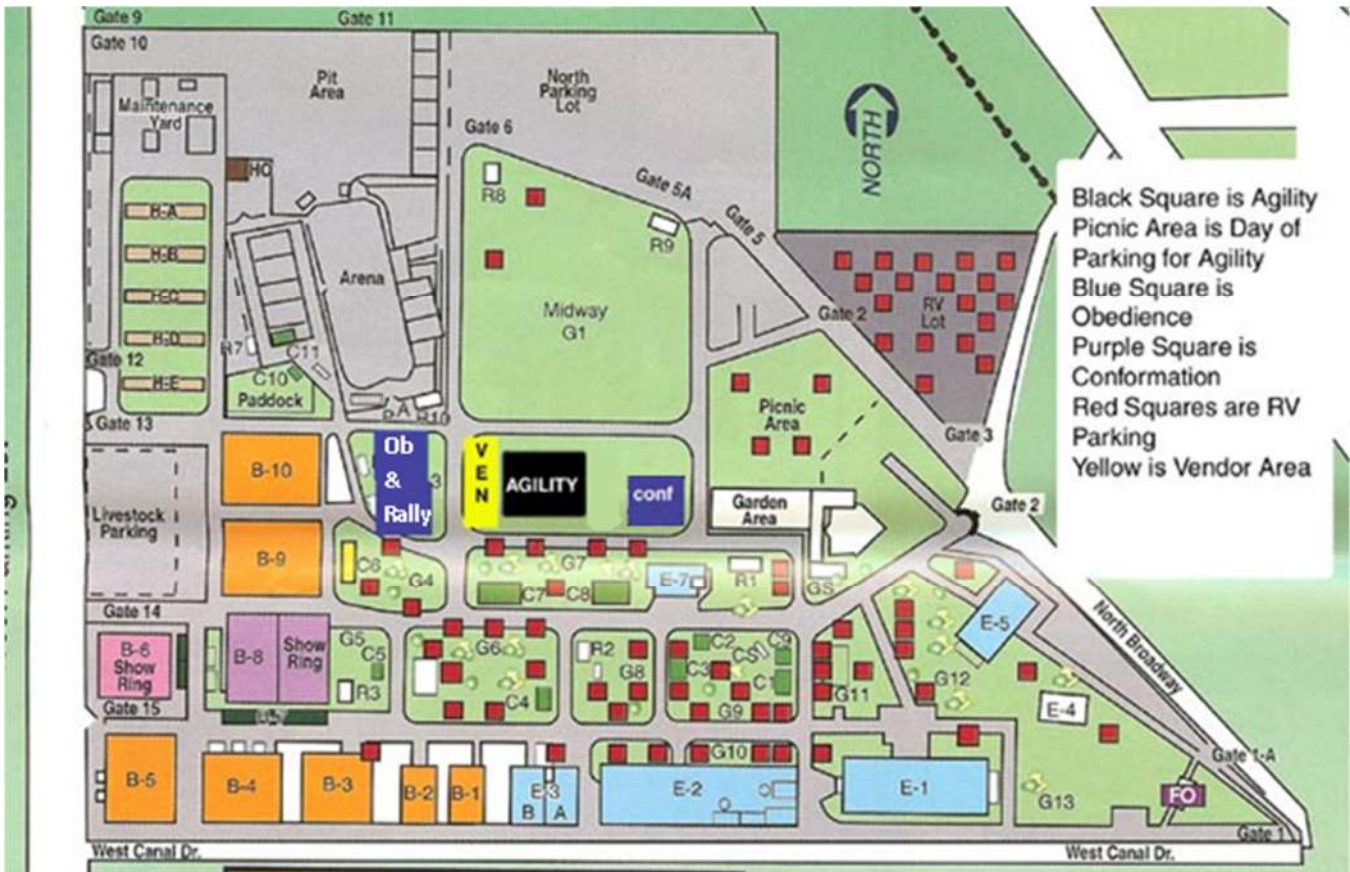 Gate 9
Gate 11
Gate 10
Pit
Area
North
Parking
Lot
Maintenance
Yard
Gate 6
NORTH
HO
R8
Gate 5A
Gate 5
R9
H-A
H-B
H-C
H-D
H-E
Arena
Midway
G1
RV
Lot
Gate 2
R7
C11
C10
Paddock
Gate 12
R10
Picnic
Area
Gate 13
Gate 3
Black Square is Agility
Picnic Area is Day of
Parking for Agility
Blue Square is
Obedience
Purple Square is
Conformation
Red Squares are RV
Parking
Yellow is Vendor Area
B-10
Ob
&
Rally
3
VEN
AGILITY
conf
Garden
Area
Gate 2
Livestock
Parking
B-9
C6
G4
G7
C7
C8
E-7
R1
GS
Gate 14
E-5
North Broadway
B-6
Show
Ring
B-8
Show
Ring
G5
C5
R3
G6
C4
R2
G8
C2
C9
C3
CS
C1
G9
G11
G12
E-4
Gate 15
B-5
B-4
B-3
B-2
B-1
E-3
B
A
G10
E-2
E-1
G13
FO
Gate 1-A
Gate 1
West Canal Dr.
West Canal Dr.